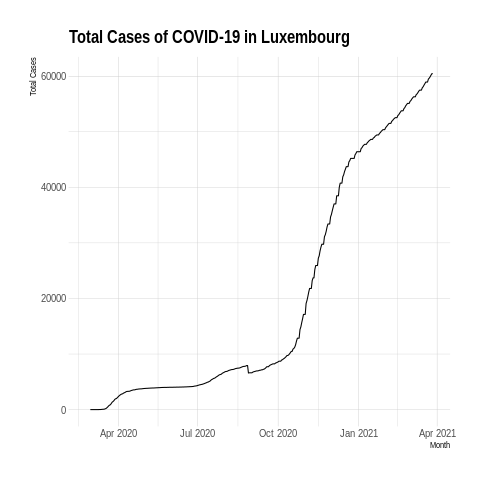 Total Cases of COVID-19 in Luxembourg
Total Cases
60000
40000
20000
0
Apr 2020 Jul 2020 Oct 2020 Jan 2021 Apr 2021
Month